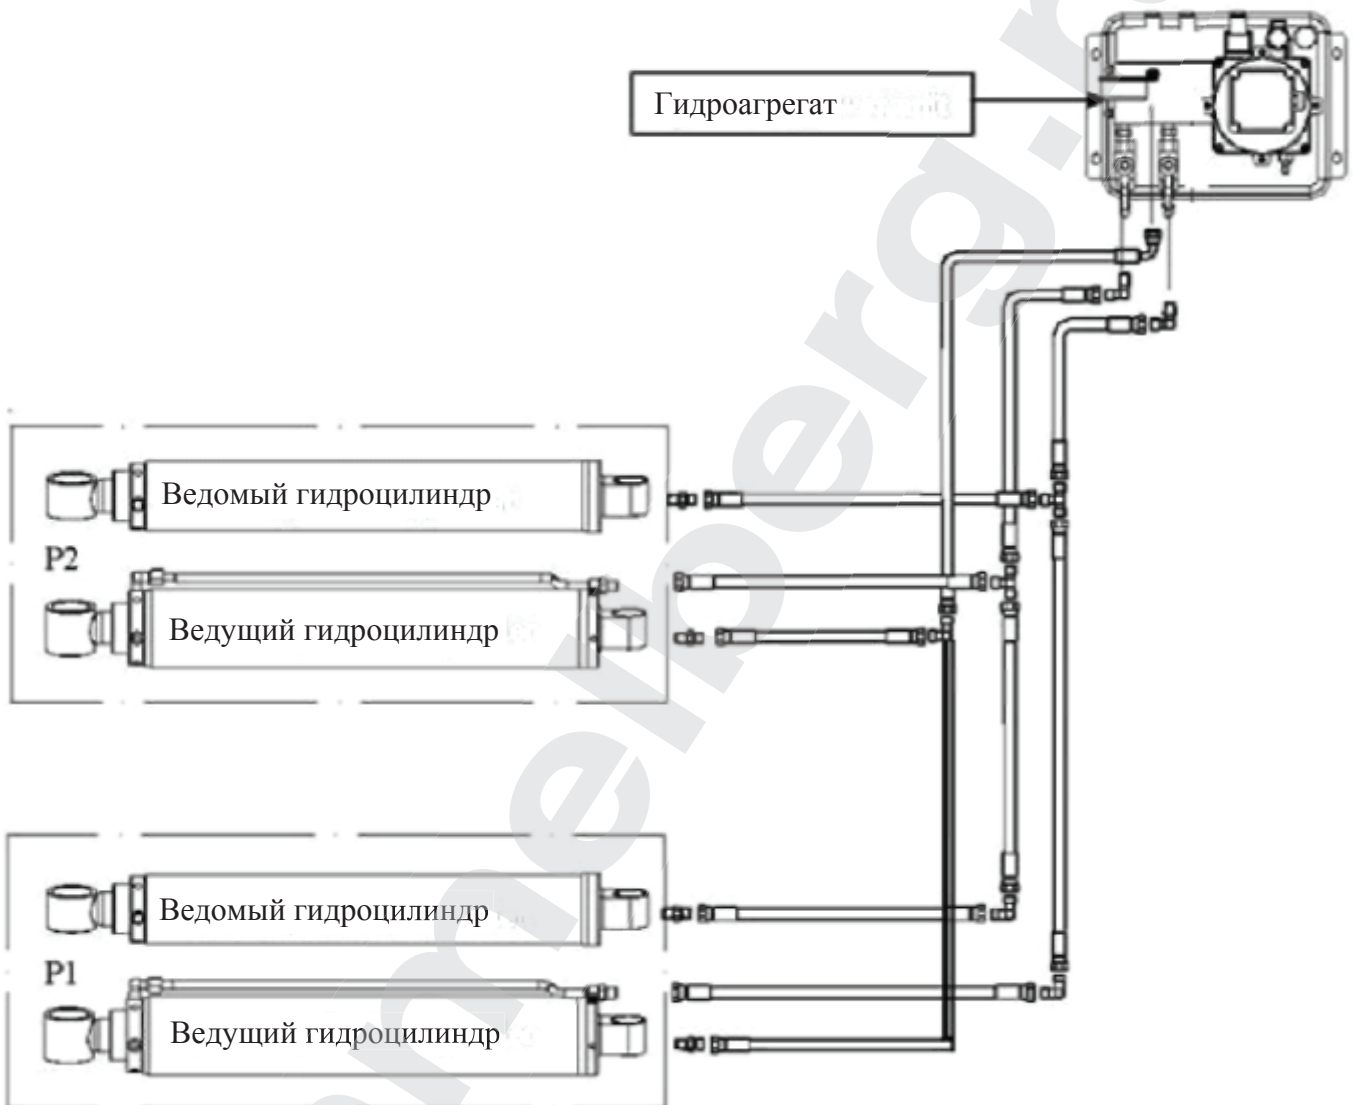 Гидроагрегат
Ведомый гидроцилиндр
P2
Ведущий гидроцилиндр
Ведомый гидроцилиндр
P1
Ведущий гидроцилиндр